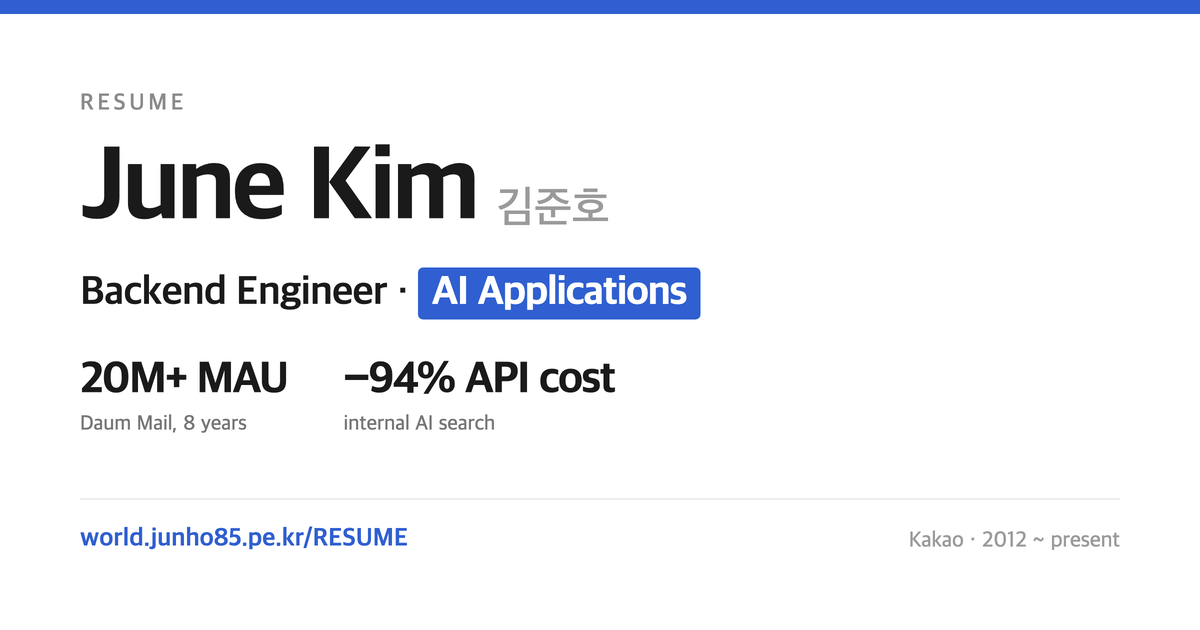 RESUME
June Kim 김준호
Backend Engineer · AI Applications
20M+ MAU –94% API cost
Daum Mail, 8 years internal AI search
world.junho85.pe.kr/RESUME Kakao · 2012 ~ present